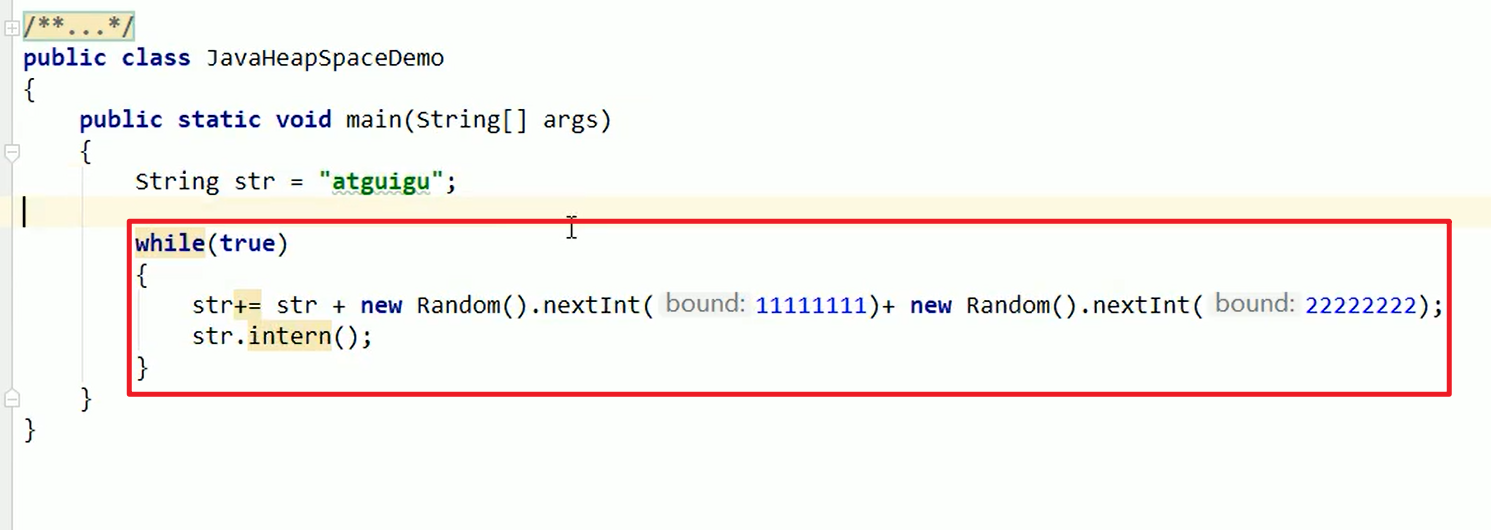 /**...*/
public class JavaHeapSpaceDemo
{
public static void main(String[] args)
{
String str = "atguigu";
while(true)
{
str+= str + new Random().nextInt( bound: 11111111)+ new Random().nextInt( bound: 22222222);
str.intern();
}
}
}